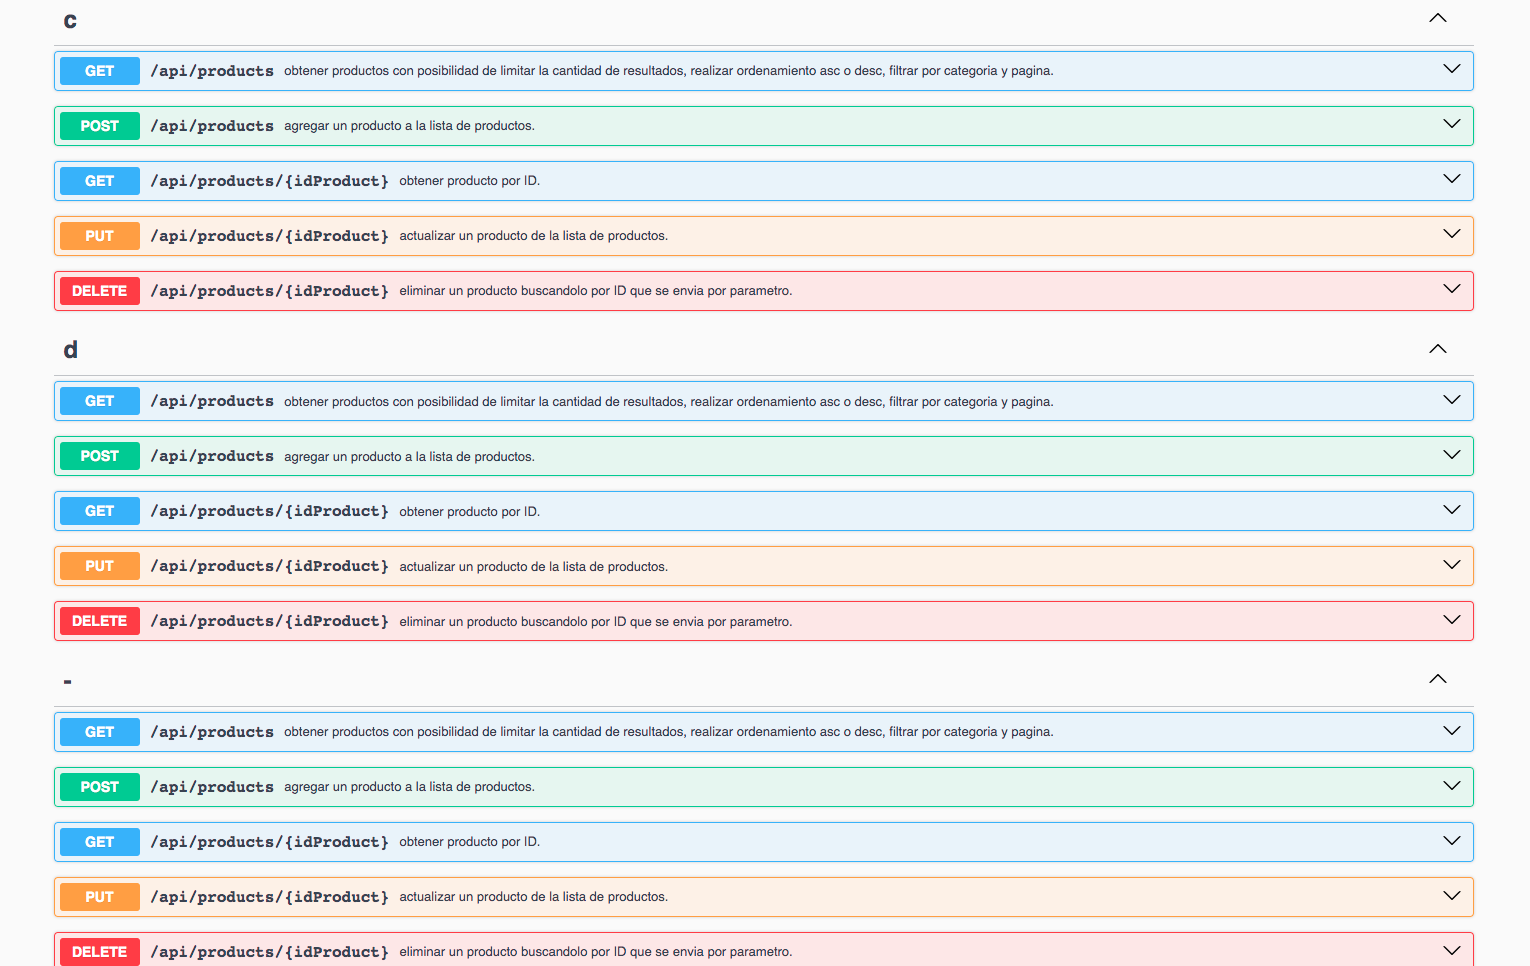 c
GET /api/products obtener productos con posibilidad de limitar la cantidad de resultados, realizar ordenamiento asc o desc, filtrar por categoria y pagina.
POST /api/products agregar un producto a la lista de productos.
GET /api/products/{idProduct} obtener producto por ID.
PUT /api/products/{idProduct} actualizar un producto de la lista de productos.
DELETE /api/products/{idProduct} eliminar un producto buscandolo por ID que se envia por parametro.
d
GET /api/products obtener productos con posibilidad de limitar la cantidad de resultados, realizar ordenamiento asc o desc, filtrar por categoria y pagina.
POST /api/products agregar un producto a la lista de productos.
GET /api/products/{idProduct} obtener producto por ID.
PUT /api/products/{idProduct} actualizar un producto de la lista de productos.
DELETE /api/products/{idProduct} eliminar un producto buscandolo por ID que se envia por parametro.
-
GET /api/products obtener productos con posibilidad de limitar la cantidad de resultados, realizar ordenamiento asc o desc, filtrar por categoria y pagina.
POST /api/products agregar un producto a la lista de productos.
GET /api/products/{idProduct} obtener producto por ID.
PUT /api/products/{idProduct} actualizar un producto de la lista de productos.
DELETE /api/products/{idProduct} eliminar un producto buscandolo por ID que se envia por parametro.